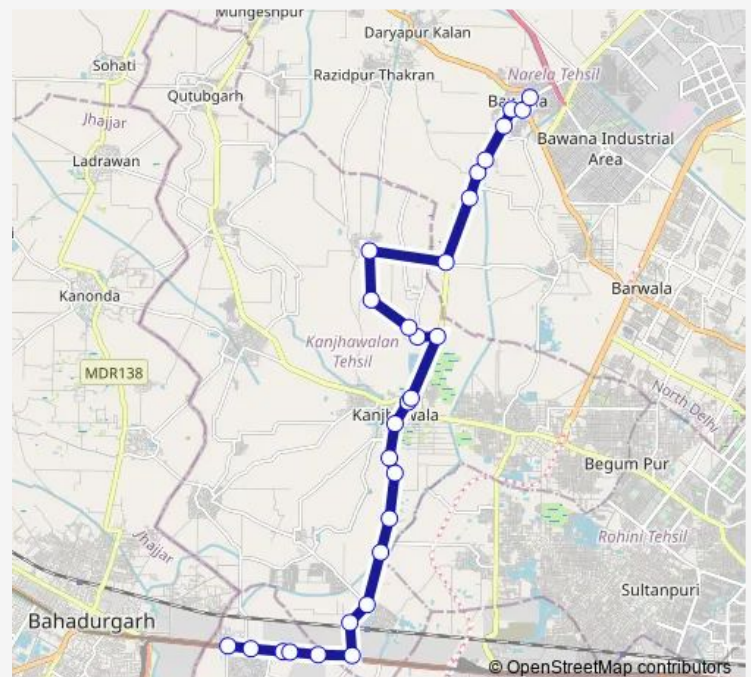 Mungeshpur
Daryapur Kalan
Sohati
Razidpur Thakran
Narela Tehsil
Qutubgarh
Jhajjar
Bawana Industrial
Area
Ladrawan
Kanonda
Barwala
Kanjhawalan
Tehsil
MDR138
North Delhi
Begum Pur
Jhajjar
Rohini Tehsil
Sultanpuri
Bahadurgarh
© OpenStreetMap contributors